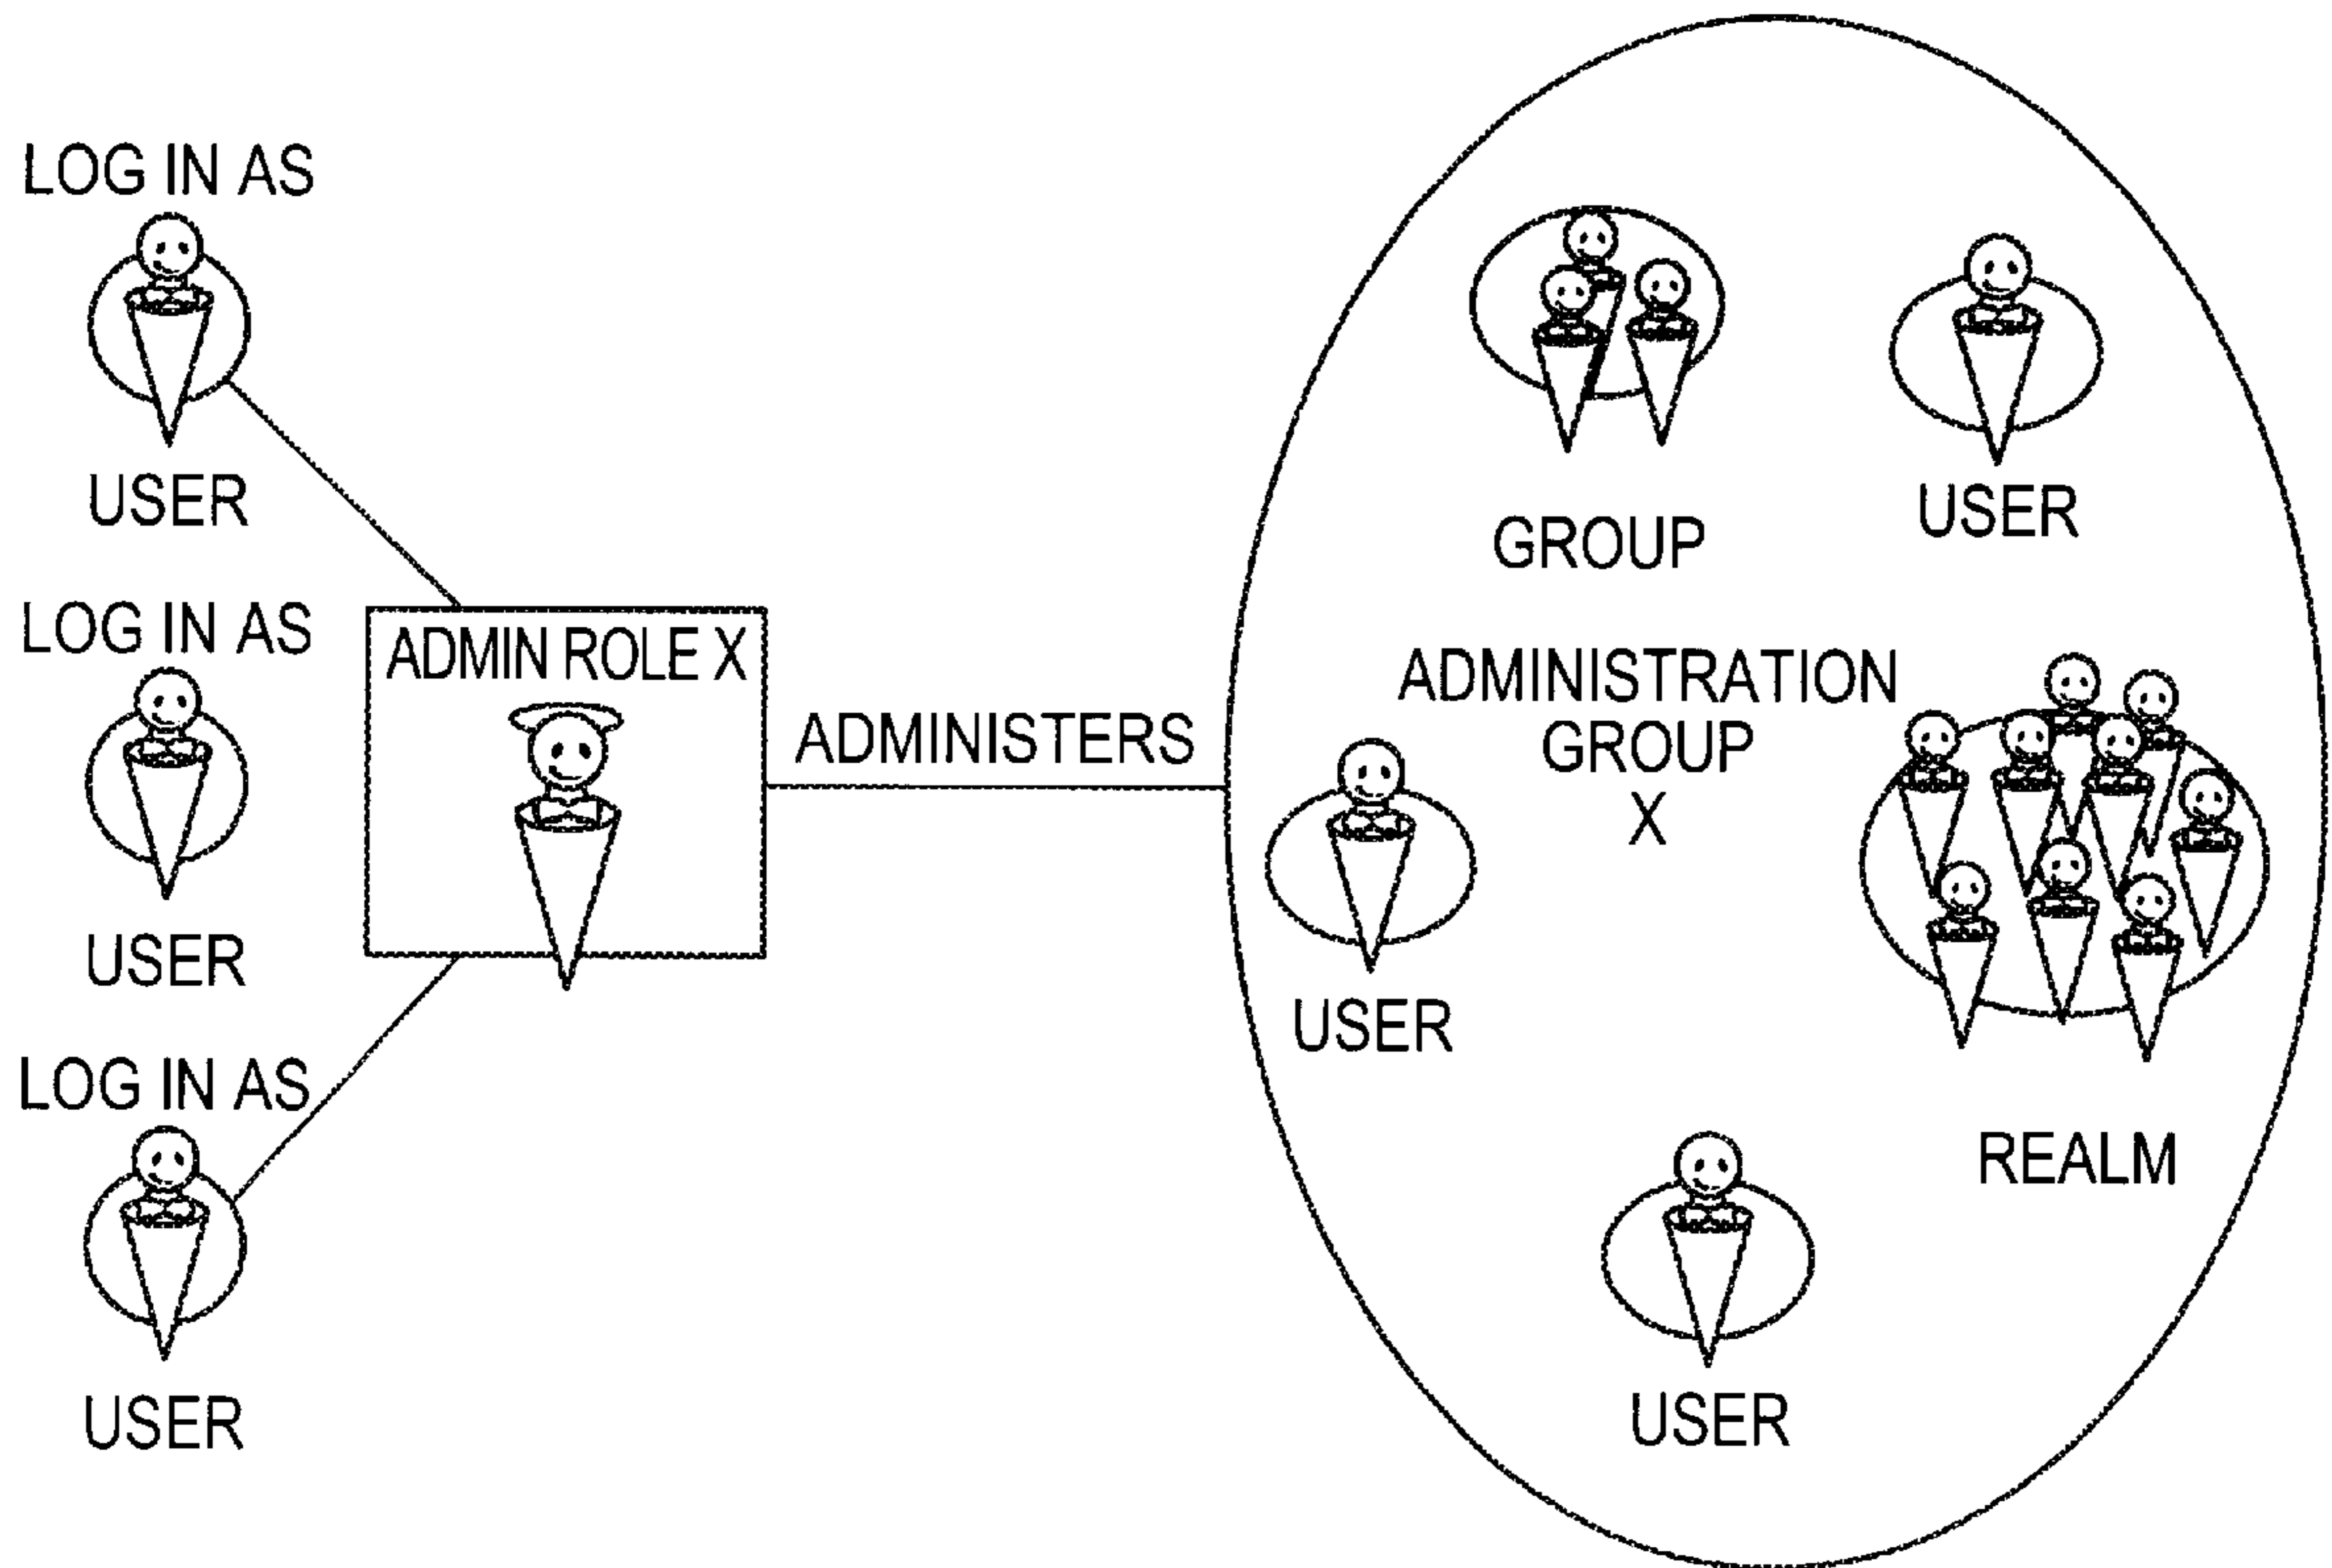 LOG IN AS
USER
LOG IN AS
USER
LOG IN AS
USER
ADMIN ROLE X
ADMINISTERS
GROUP
USER
ADMINISTRATION
GROUP
X
USER
REALM
USER